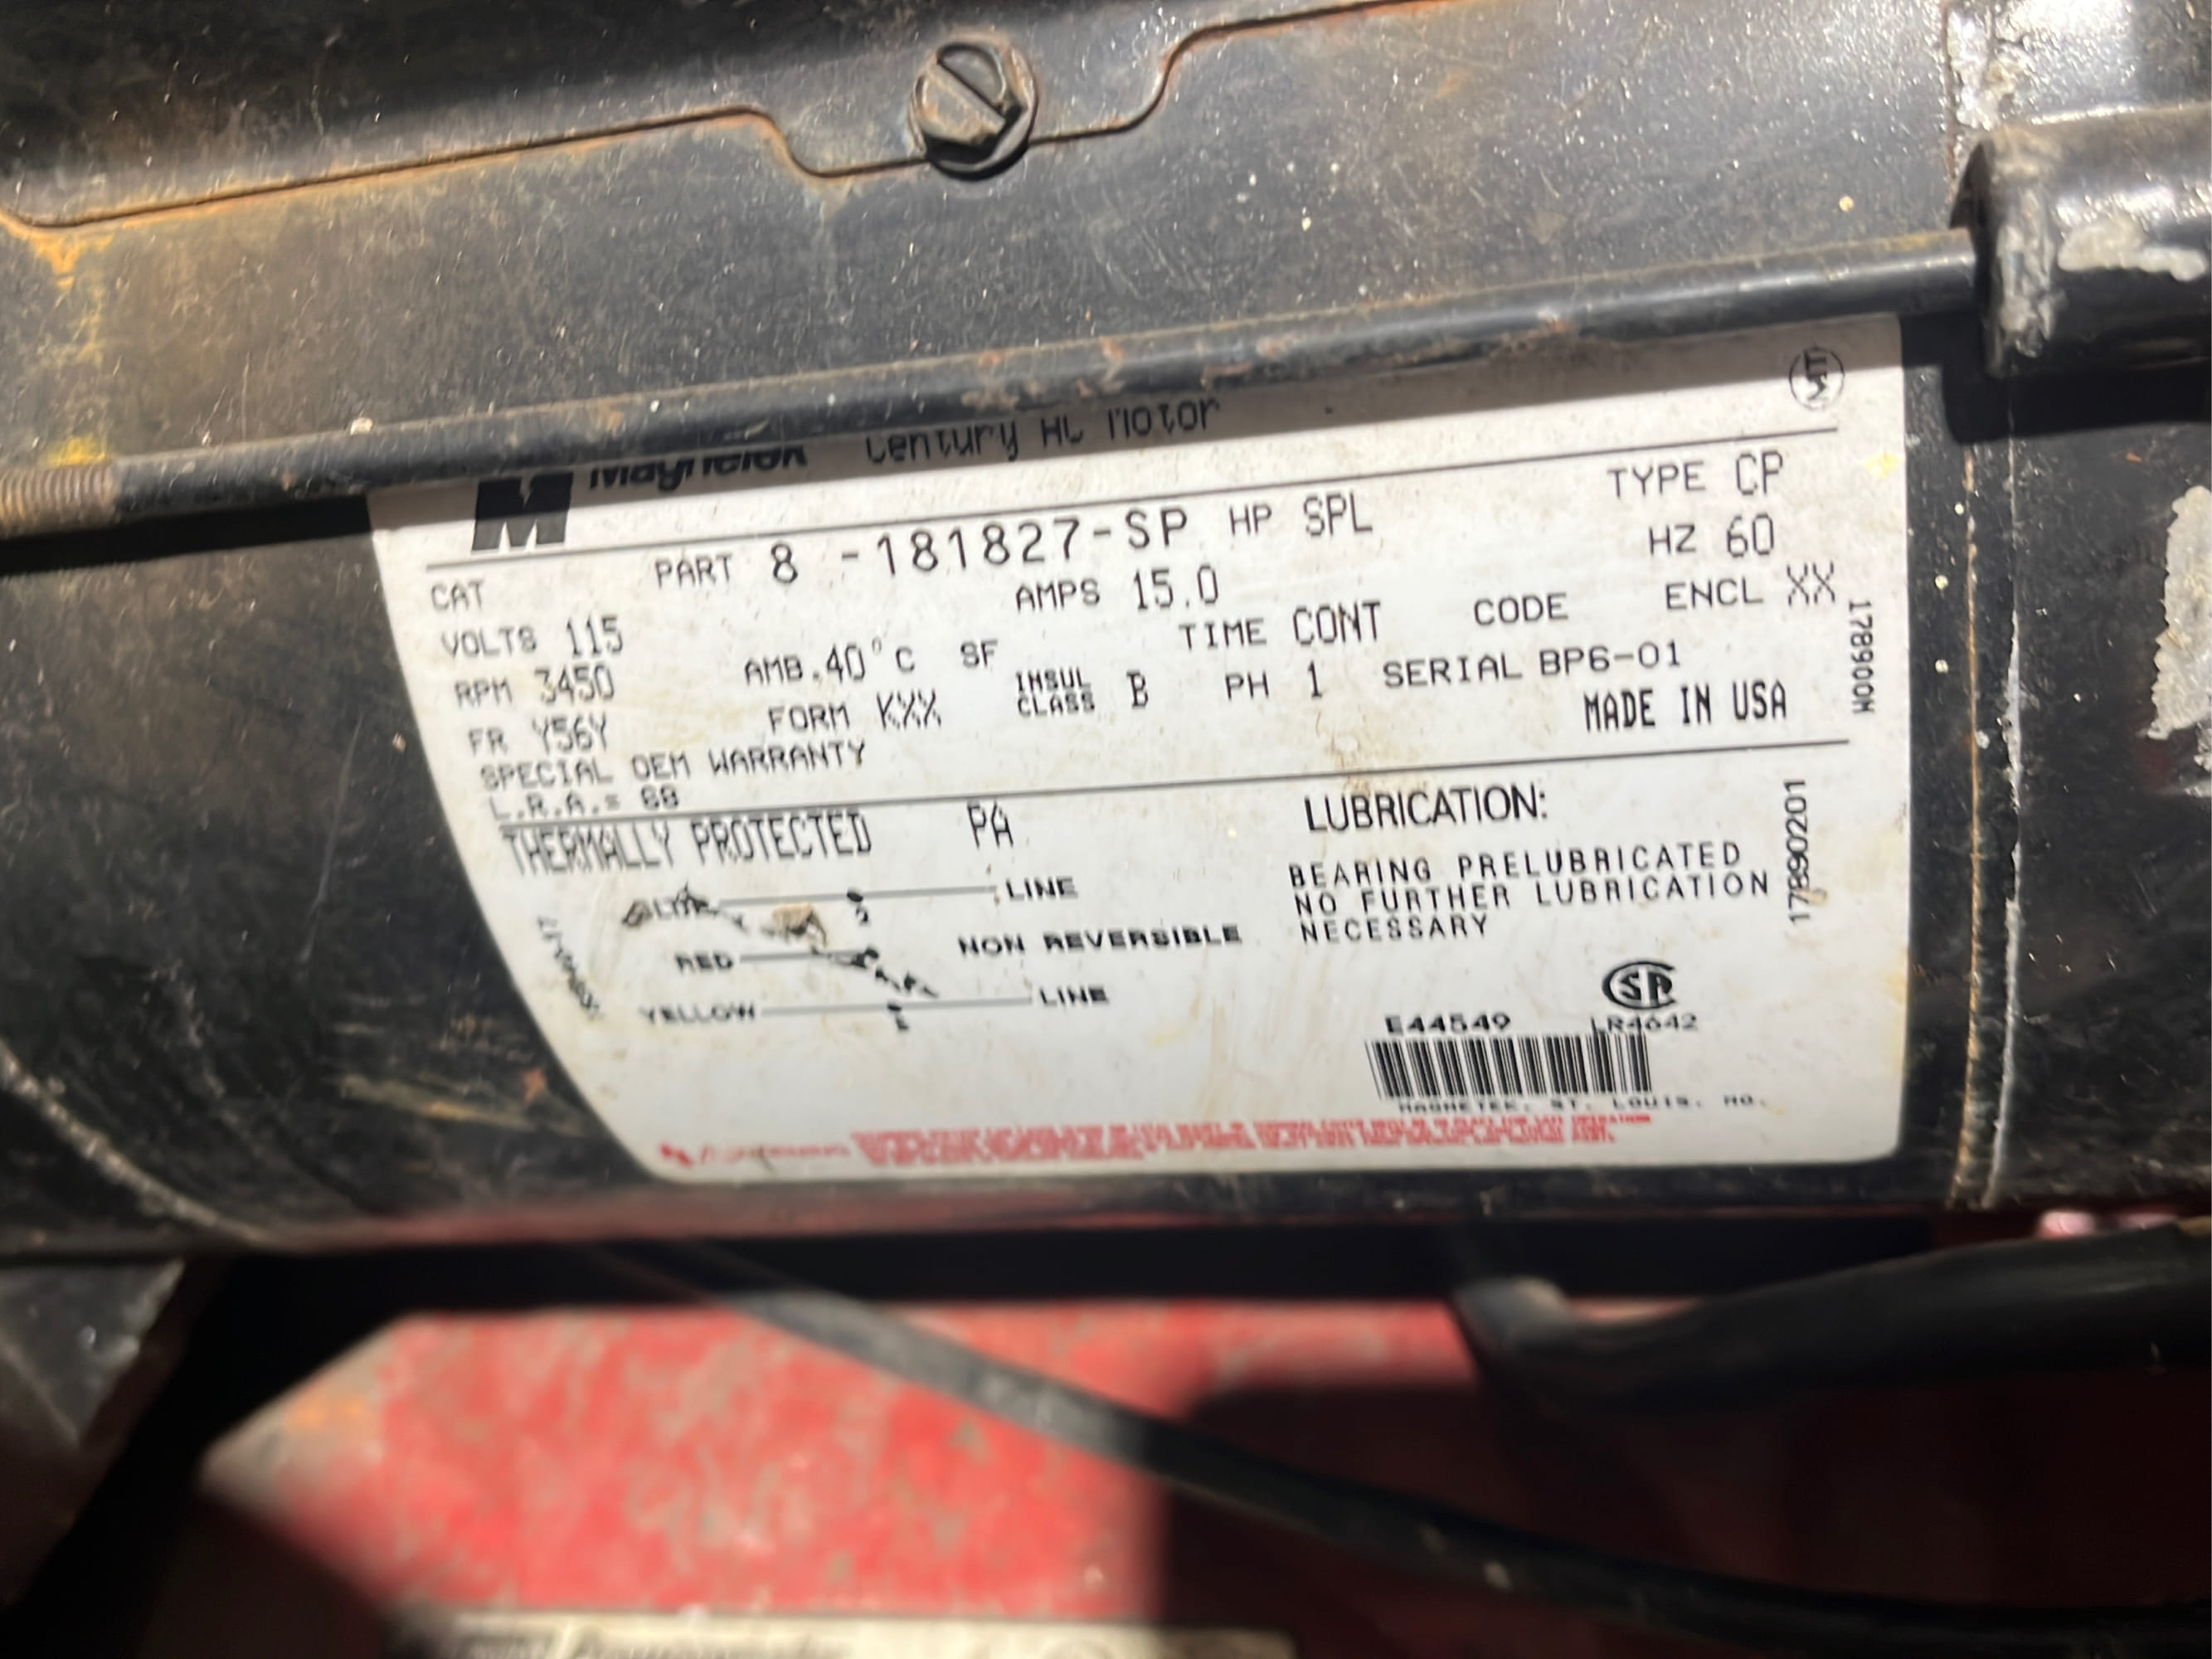 Magnetek Century AC Motor
CAT PART 8 -181827-SP HP SPL TYPE CP
VOLTS 115 AMPS 15.0 HZ 60
RPM 3450 AMB.40°C SF TIME CONT CODE ENCL XX
FR Y56Y FORM KXX INSUL CLASS B PH 1 SERIAL BP6-01
SPECIAL OEM WARRANTY MADE IN USA
L.R.A.= 68
THERMALLY PROTECTED PA
LINE
RED NON REVERSIBLE
YELLOW LINE
LUBRICATION:
BEARING PRELUBRICATED
NO FURTHER LUBRICATION
NECESSARY
E44549 LR4642
MAGNETEK, ST. LOUIS, MO.
178900M
17890201